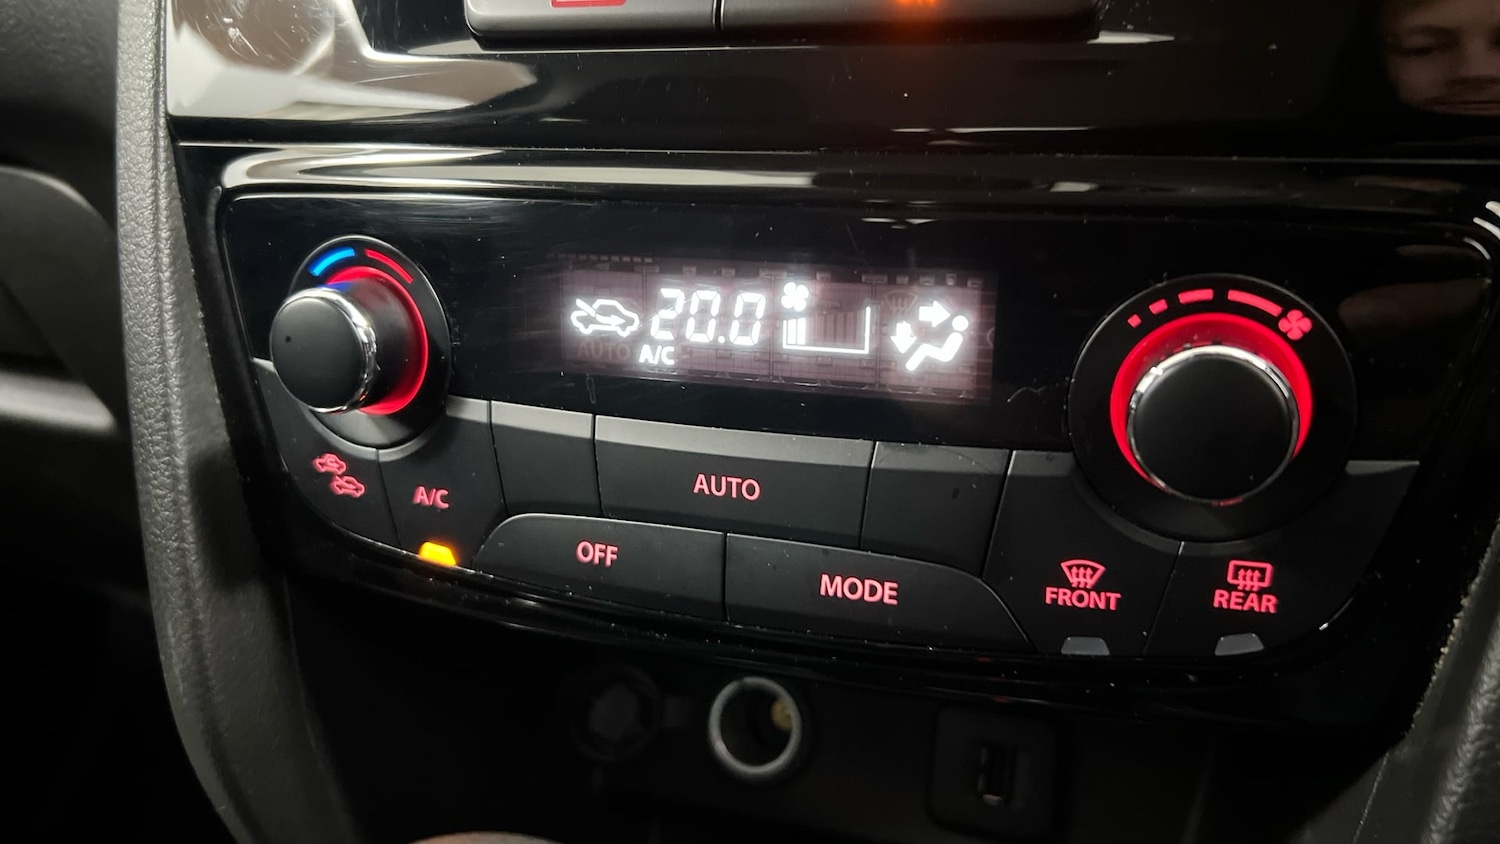 20.0
AUTO
A/C
AUTO
A/C
OFF
MODE
FRONT
REAR